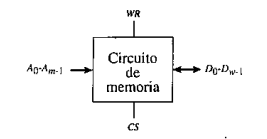 WR
Circuito
A0-Am-1 de D0-Dw-1
memoria
CS